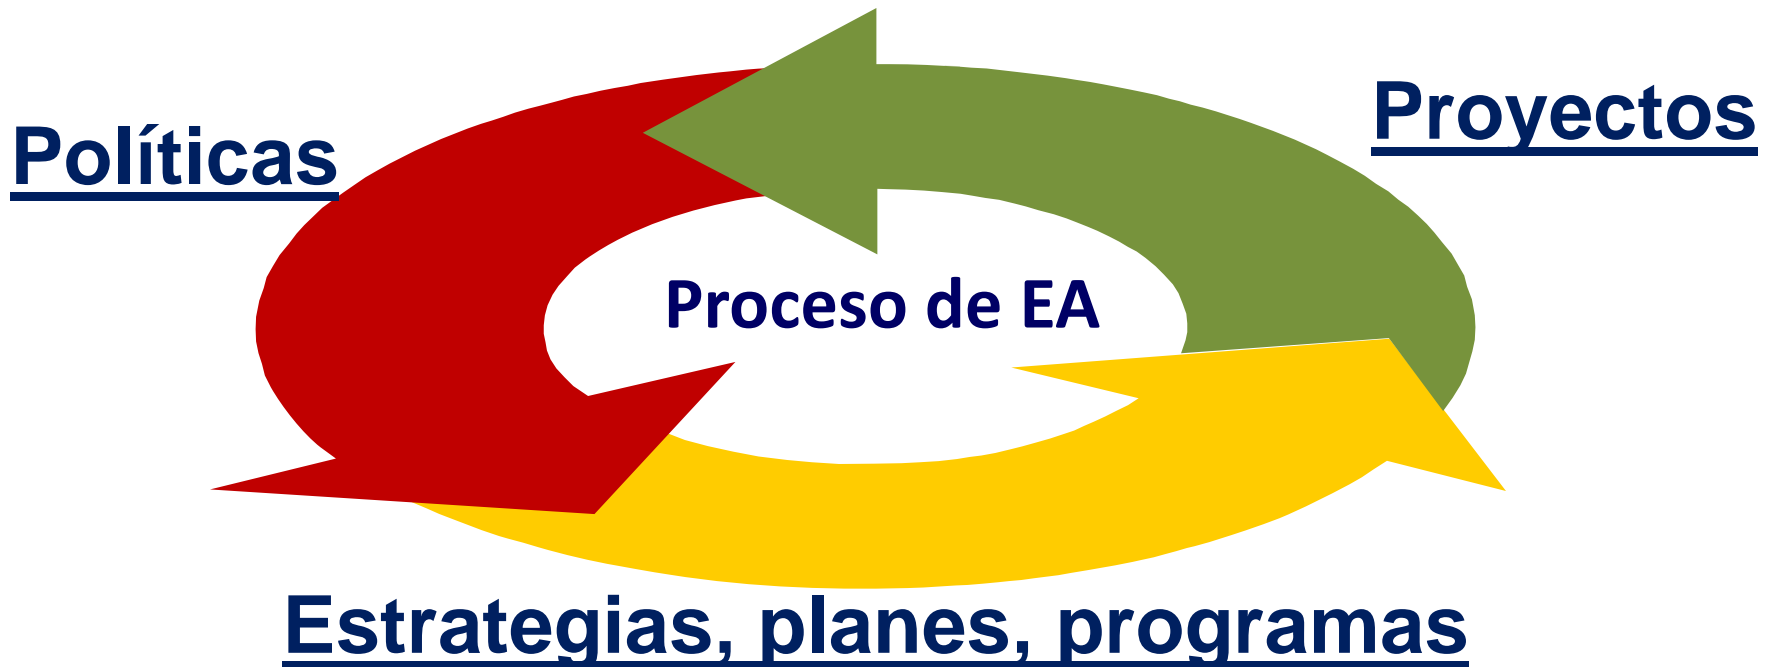 Proyectos
Políticas
Proceso de EA
Estrategias, planes, programas